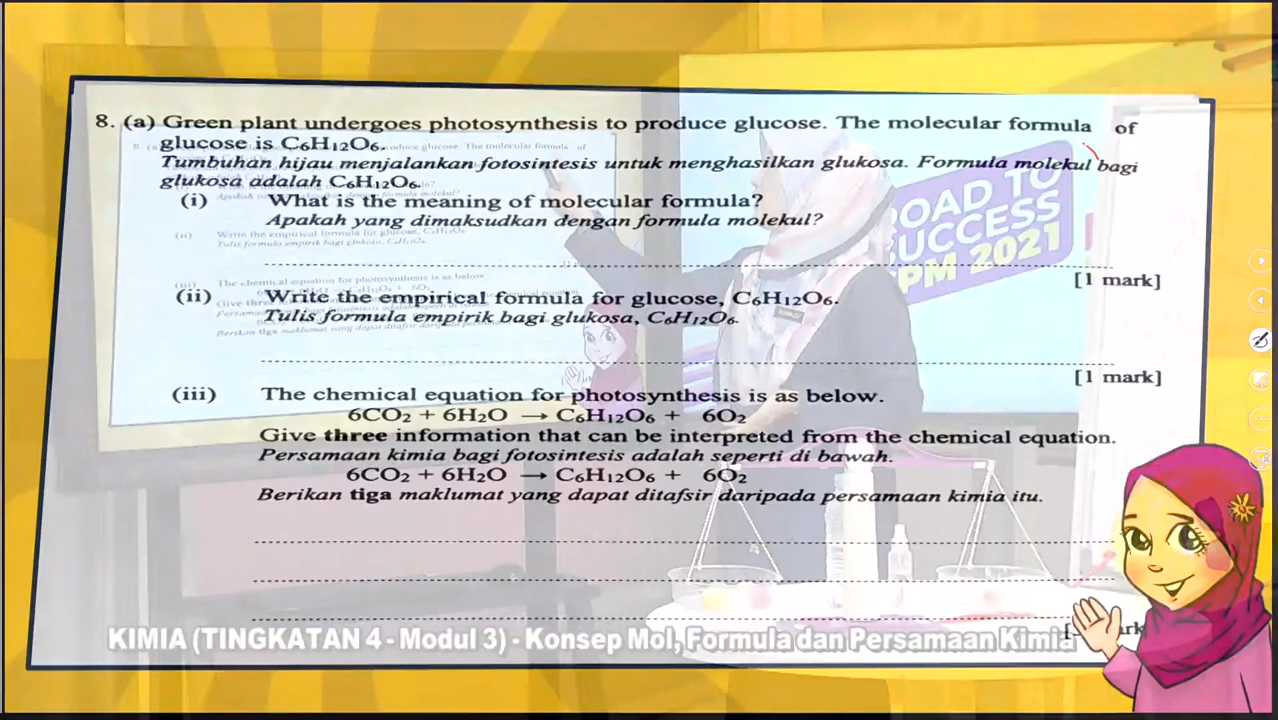 8. (a) Green plant undergoes photosynthesis to produce glucose. The molecular formula of
glucose is C₆H₁₂O₆.
Tumbuhan hijau menjalankan fotosintesis untuk menghasilkan glukosa. Formula molekul bagi
glukosa adalah C₆H₁₂O₆.
(i) What is the meaning of molecular formula?
Apakah yang dimaksudkan dengan formula molekul?
[1 mark]
(ii) Write the empirical formula for glucose, C₆H₁₂O₆.
Tulis formula empirik bagi glukosa, C₆H₁₂O₆.
[1 mark]
(iii) The chemical equation for photosynthesis is as below.
6CO₂ + 6H₂O → C₆H₁₂O₆ + 6O₂
Give three information that can be interpreted from the chemical equation.
Persamaan kimia bagi fotosintesis adalah seperti di bawah.
6CO₂ + 6H₂O → C₆H₁₂O₆ + 6O₂
Berikan tiga maklumat yang dapat ditafsir daripada persamaan kimia itu.
ROAD TO
SUCCESS
SPM 2021
KIMIA (TINGKATAN 4 - Modul 3) - Konsep Mol, Formula dan Persamaan Kimia